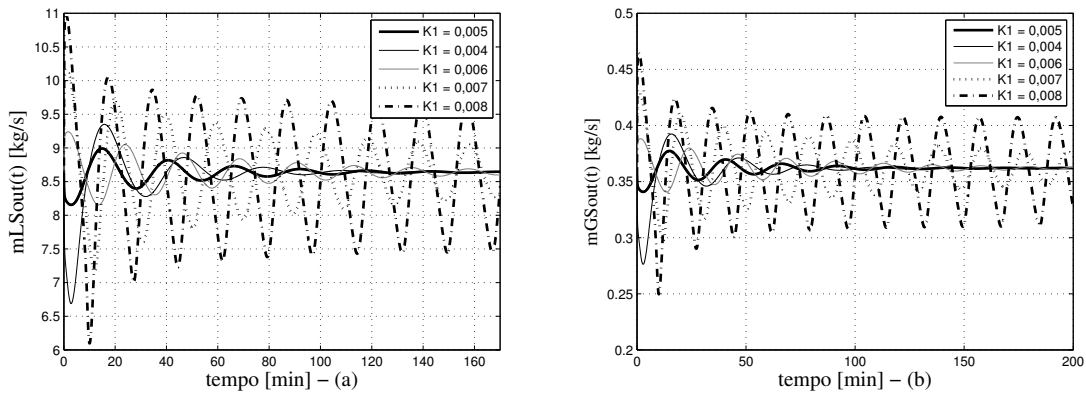 11
10.5
10
9.5
9
8.5
8
7.5
7
6.5
6
mLSout(t) [kg/s]
0 20 40 60 80 100 120 140 160
tempo [min] − (a)
K1 = 0,005
K1 = 0,004
K1 = 0,006
K1 = 0,007
K1 = 0,008
0.5
0.45
0.4
0.35
0.3
0.25
0.2
mGSout(t) [kg/s]
0 50 100 150 200
tempo [min] − (b)
K1 = 0,005
K1 = 0,004
K1 = 0,006
K1 = 0,007
K1 = 0,008